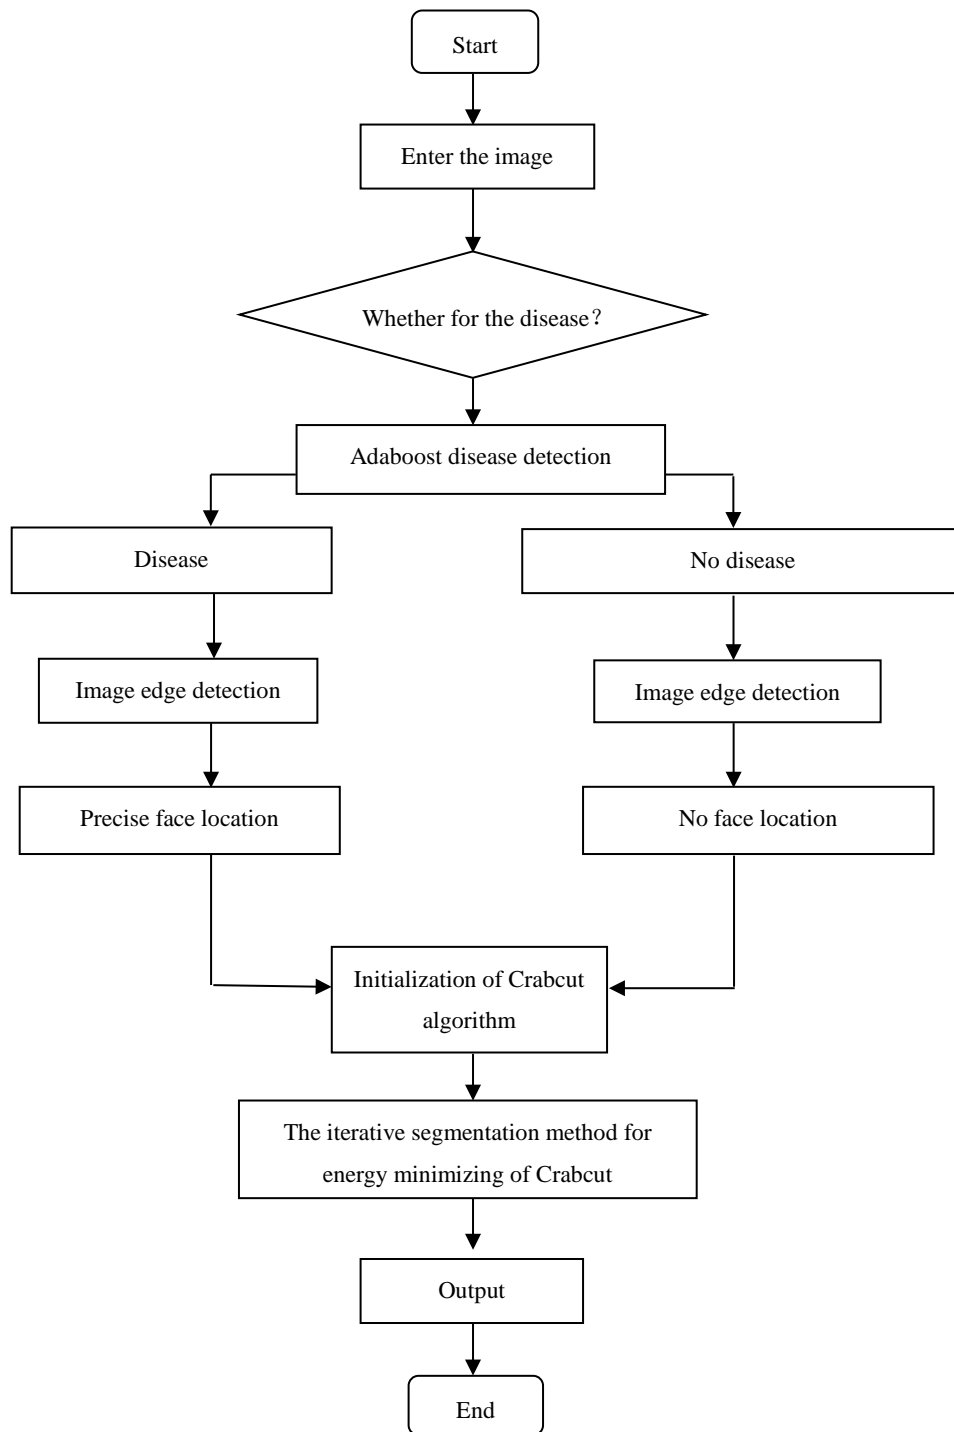 Start
Enter the image
Whether for the disease？
Adaboost disease detection
Disease
No disease
Image edge detection
Image edge detection
Precise face location
No face location
Initialization of Crabcut
algorithm
The iterative segmentation method for
energy minimizing of Crabcut
Output
End